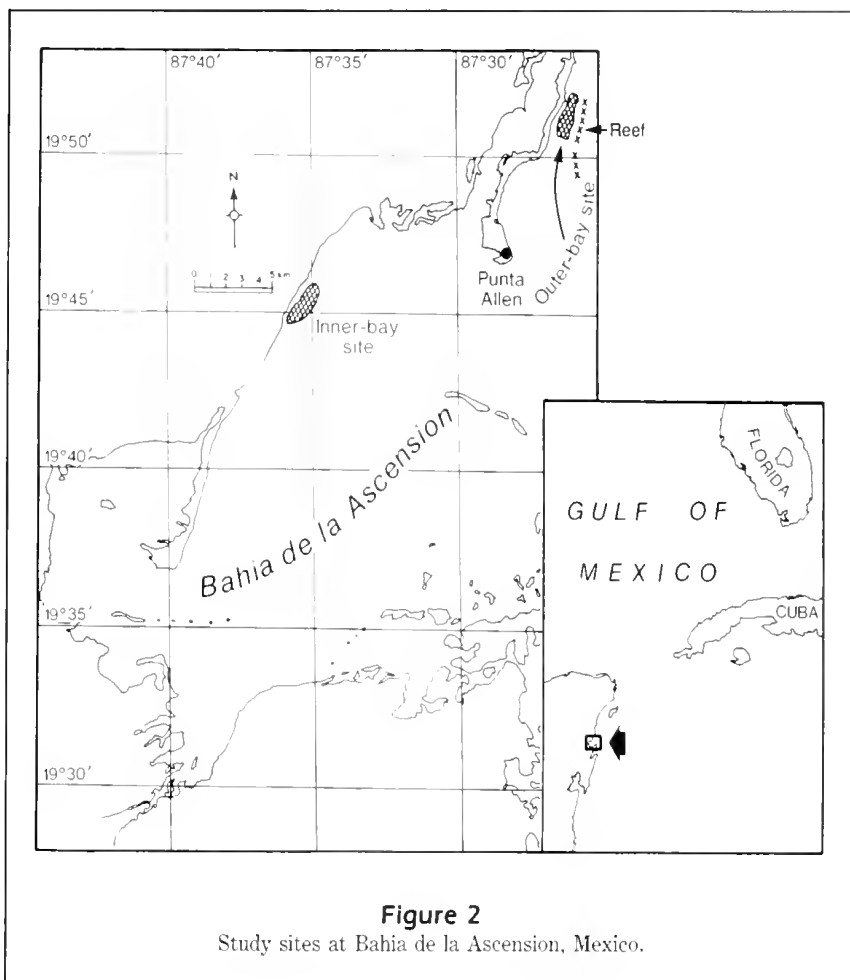 87°40′ 87°35′ 87°30′
19°50′
Reef
N
0 1 2 3 4 5 km
Outer-bay site
Punta
Allen
19°45′
Inner-bay
site
19°40′
Bahia de la Ascension
19°35′
19°30′
FLORIDA
GULF OF
MEXICO
CUBA
Figure 2
Study sites at Bahia de la Ascension, Mexico.